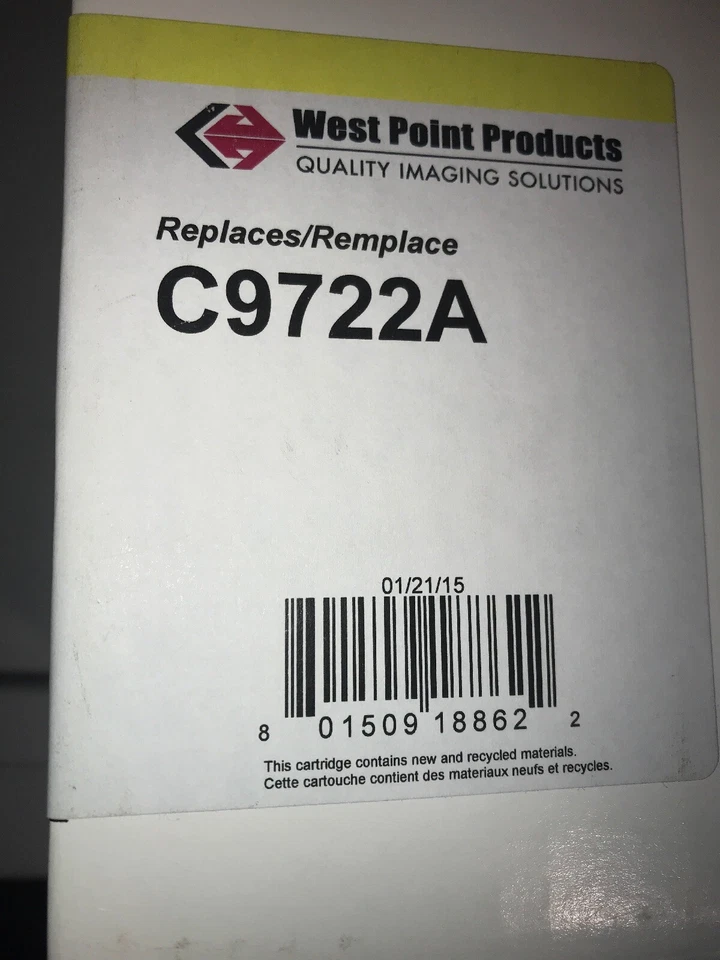 West Point Products
QUALITY IMAGING SOLUTIONS
Replaces/Remplace
C9722A
01/21/15
8 01509 18862 2
This cartridge contains new and recycled materials.
Cette cartouche contient des materiaux neufs et recycles.